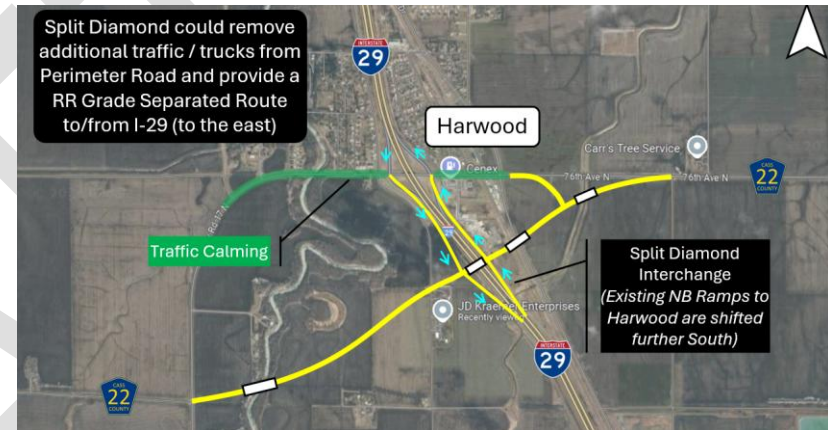 Split Diamond could remove
additional traffic / trucks from
Perimeter Road and provide a
RR Grade Separated Route
to/from I-29 (to the east)
INTERSTATE
29
Harwood
Carr's Tree Service
Cenex
76th Ave N
76th Ave N
CASS
22
COUNTY
Rd 17
Traffic Calming
Split Diamond
Interchange
(Existing NB Ramps to
Harwood are shifted
further South)
JD Kraemer Enterprises
Recently viewed
INTERSTATE
29
CASS
22
COUNTY